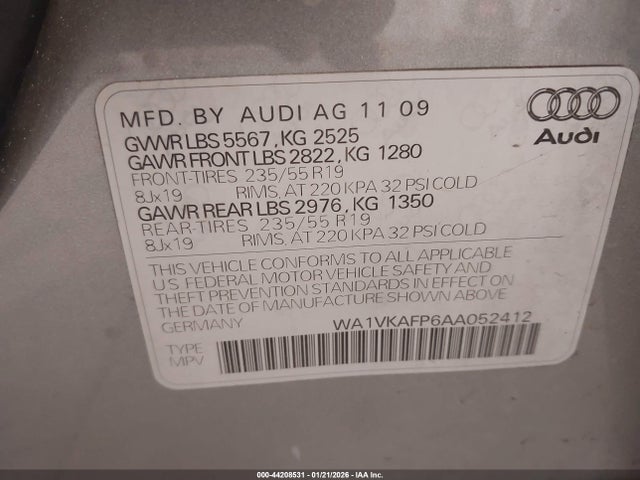 MFD. BY AUDI AG 11 09
GVWR LBS 5567, KG 2525
GAWR FRONT LBS 2822, KG 1280
FRONT-TIRES 235/55 R19
8Jx19 RIMS, AT 220 KPA 32 PSI COLD
GAWR REAR LBS 2976, KG 1350
REAR-TIRES 235/55 R19
8Jx19 RIMS, AT 220 KPA 32 PSI COLD
Audi
THIS VEHICLE CONFORMS TO ALL APPLICABLE
U S FEDERAL MOTOR VEHICLE SAFETY AND
THEFT PREVENTION STANDARDS IN EFFECT ON
THE DATE OF MANUFACTURE SHOWN ABOVE
GERMANY WA1VKAFP6AA052412
TYPE
MPV
000-44208531 - 01/21/2026 - IAA Inc.